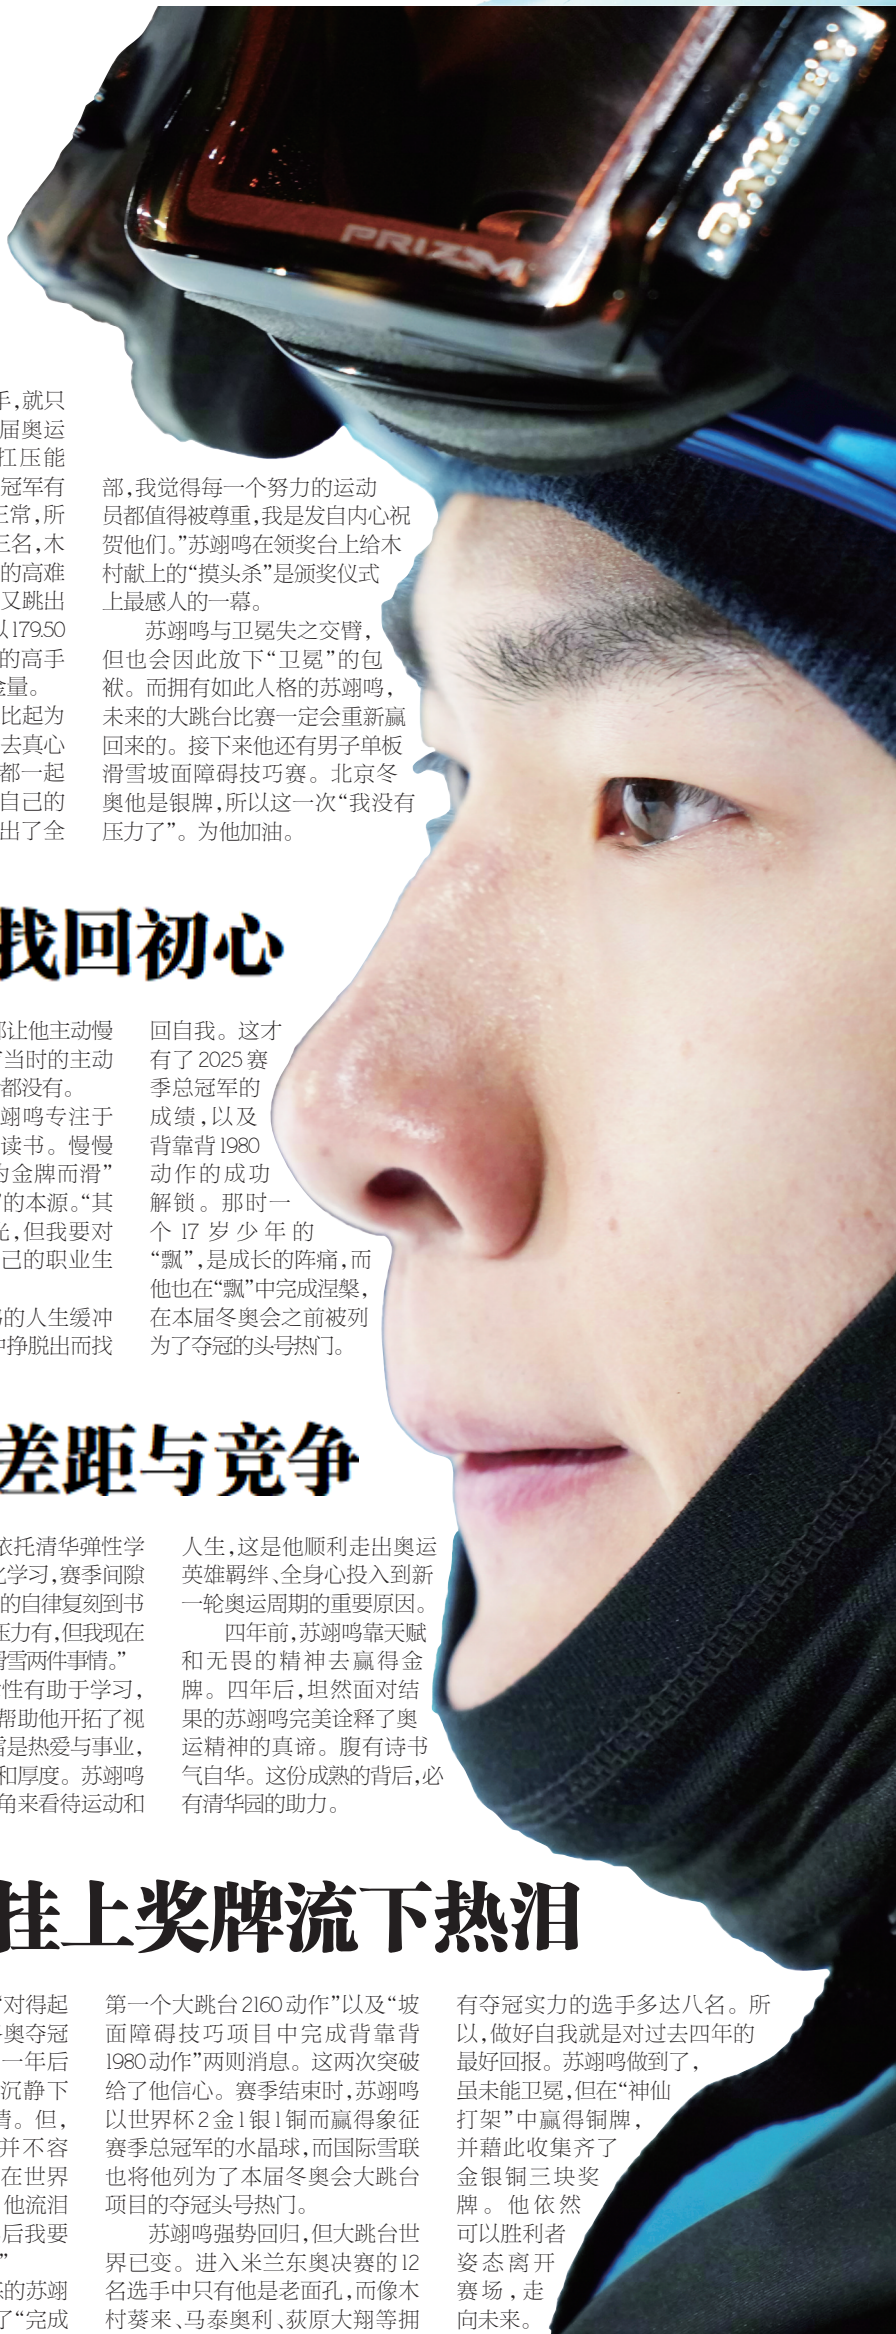 PRIZM
手,就只
届奥运
扛压能
冠军有
正常,所
三名,木
的高难
又跳出
以179.50
的高手
金量。
比起为
去真心
都一起
自己的
出了全
部,我觉得每一个努力的运动
员都值得被尊重,我是发自内心祝
贺他们。”苏翊鸣在领奖台上给木
村献上的“摸头杀”是颁奖仪式
上最感人的一幕。
苏翊鸣与卫冕失之交臂,
但也会因此放下“卫冕”的包
袱。而拥有如此人格的苏翊鸣,
未来的大跳台比赛一定会重新赢
回来的。接下来他还有男子单板
滑雪坡面障碍技巧赛。北京冬
奥他是银牌,所以这一次“我没有
压力了”。为他加油。
找回初心
都让他主动慢
当时的主动
都没有。
翊鸣专注于
读书。慢慢
为金牌而滑”
的本源。“其
光,但我要对
己的职业生
的人生缓冲
中挣脱出而找
回自我。这才
有了2025赛
季总冠军的
成绩,以及
背靠背1980
动作的成功
解锁。那时一
个17岁少年的
“飘”,是成长的阵痛,而
他也在“飘”中完成涅槃,
在本届冬奥会之前被列
为了夺冠的头号热门。
差距与竞争
依托清华弹性学
化学习,赛季间隙
的自律复刻到书
压力有,但我现在
滑雪两件事情。”
性有助于学习,
帮助他开拓了视
雪是热爱与事业,
和厚度。苏翊鸣
角来看待运动和
人生,这是他顺利走出奥运
英雄羁绊、全身心投入到新
一轮奥运周期的重要原因。
四年前,苏翊鸣靠天赋
和无畏的精神去赢得金
牌。四年后,坦然面对结
果的苏翊鸣完美诠释了奥
运精神的真谛。腹有诗书
气自华。这份成熟的背后,必
有清华园的助力。
挂上奖牌流下热泪
“对得起
冬奥夺冠
一年后
沉静下
情。但,
并不容
在世界
他流泪
后我要
”
的苏翊
了“完成
第一个大跳台2160动作”以及“坡
面障碍技巧项目中完成背靠背
1980动作”两则消息。这两次突破
给了他信心。赛季结束时,苏翊鸣
以世界杯2金1银1铜而赢得象征
赛季总冠军的水晶球,而国际雪联
也将他列为了本届冬奥会大跳台
项目的夺冠头号热门。
苏翊鸣强势回归,但大跳台世
界已变。进入米兰东奥决赛的12
名选手中只有他是老面孔,而像木
村葵来、马泰奥利、荻原大翔等拥
有夺冠实力的选手多达八名。所
以,做好自我就是对过去四年的
最好回报。苏翊鸣做到了,
虽未能卫冕,但在“神仙
打架”中赢得铜牌,
并藉此收集齐了
金银铜三块奖
牌。他依然
可以胜利者
姿态离开
赛场,走
向未来。